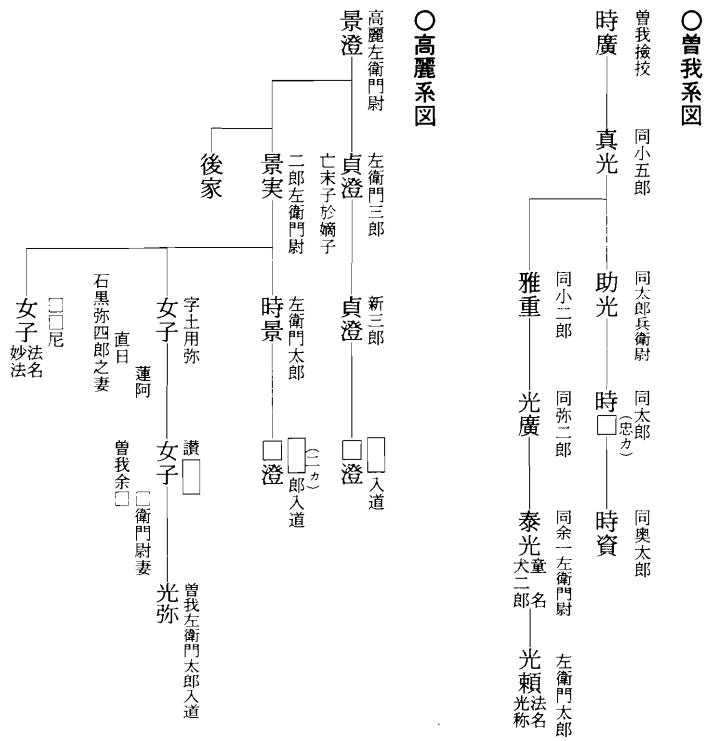 〇曽我系図
曽我撿挍
時廣
同小五郎
真光
同太郎兵衛尉
助光
同太郎
時□
(忠カ)
同奥太郎
時資
同小二郎
雅重
同弥二郎
光廣
同余一左衛門尉
泰光
童名
犬二郎
左衛門太郎
光頼
法名
光称
〇高麗系図
高麗左衛門尉
景澄
左衛門三郎
貞澄
亡末子於嫡子
新三郎
貞澄
□入道
□澄
二郎左衛門尉
景実
左衛門太郎
時景
(二カ)
□郎入道
□澄
字土用弥
女子
蓮阿
直日
石黒弥四郎之妻
讃□
女子
□衛門尉妻
曽我余□
曽我左衛門太郎入道
光弥
□□尼
女子
法名
妙法
後家